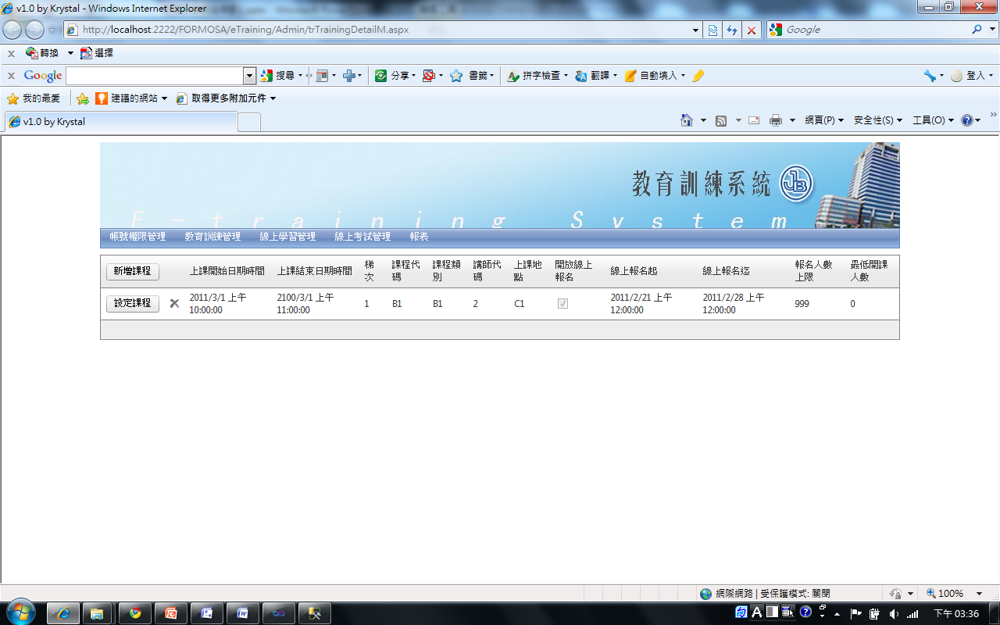 v1.0 by Krystal - Windows Internet Explorer
http://localhost:2222/FORMOSA/eTraining/Admin/trTrainingDetailM.aspx
Google
轉換 選擇
Google 搜尋 分享 書籤 拼字檢查 翻譯 自動填入 登入
我的最愛 建議的網站 取得更多附加元件
v1.0 by Krystal 網頁(P) 安全性(S) 工具(O)
教育訓練系統 JB
E-training System
帳號權限管理 教育訓練管理 線上學習管理 線上考試管理 報表
新增課程 上課開始日期時間 上課結束日期時間 梯次 課程代碼 課程類別 講師代碼 上課地點 開放線上報名 線上報名起 線上報名迄 報名人數上限 最低開課人數
設定課程 2011/3/1 上午 10:00:00 2100/3/1 上午 11:00:00 1 B1 B1 2 C1 2011/2/21 上午 12:00:00 2011/2/28 上午 12:00:00 999 0
網際網路 | 受保護模式: 關閉 100%
下午 03:36